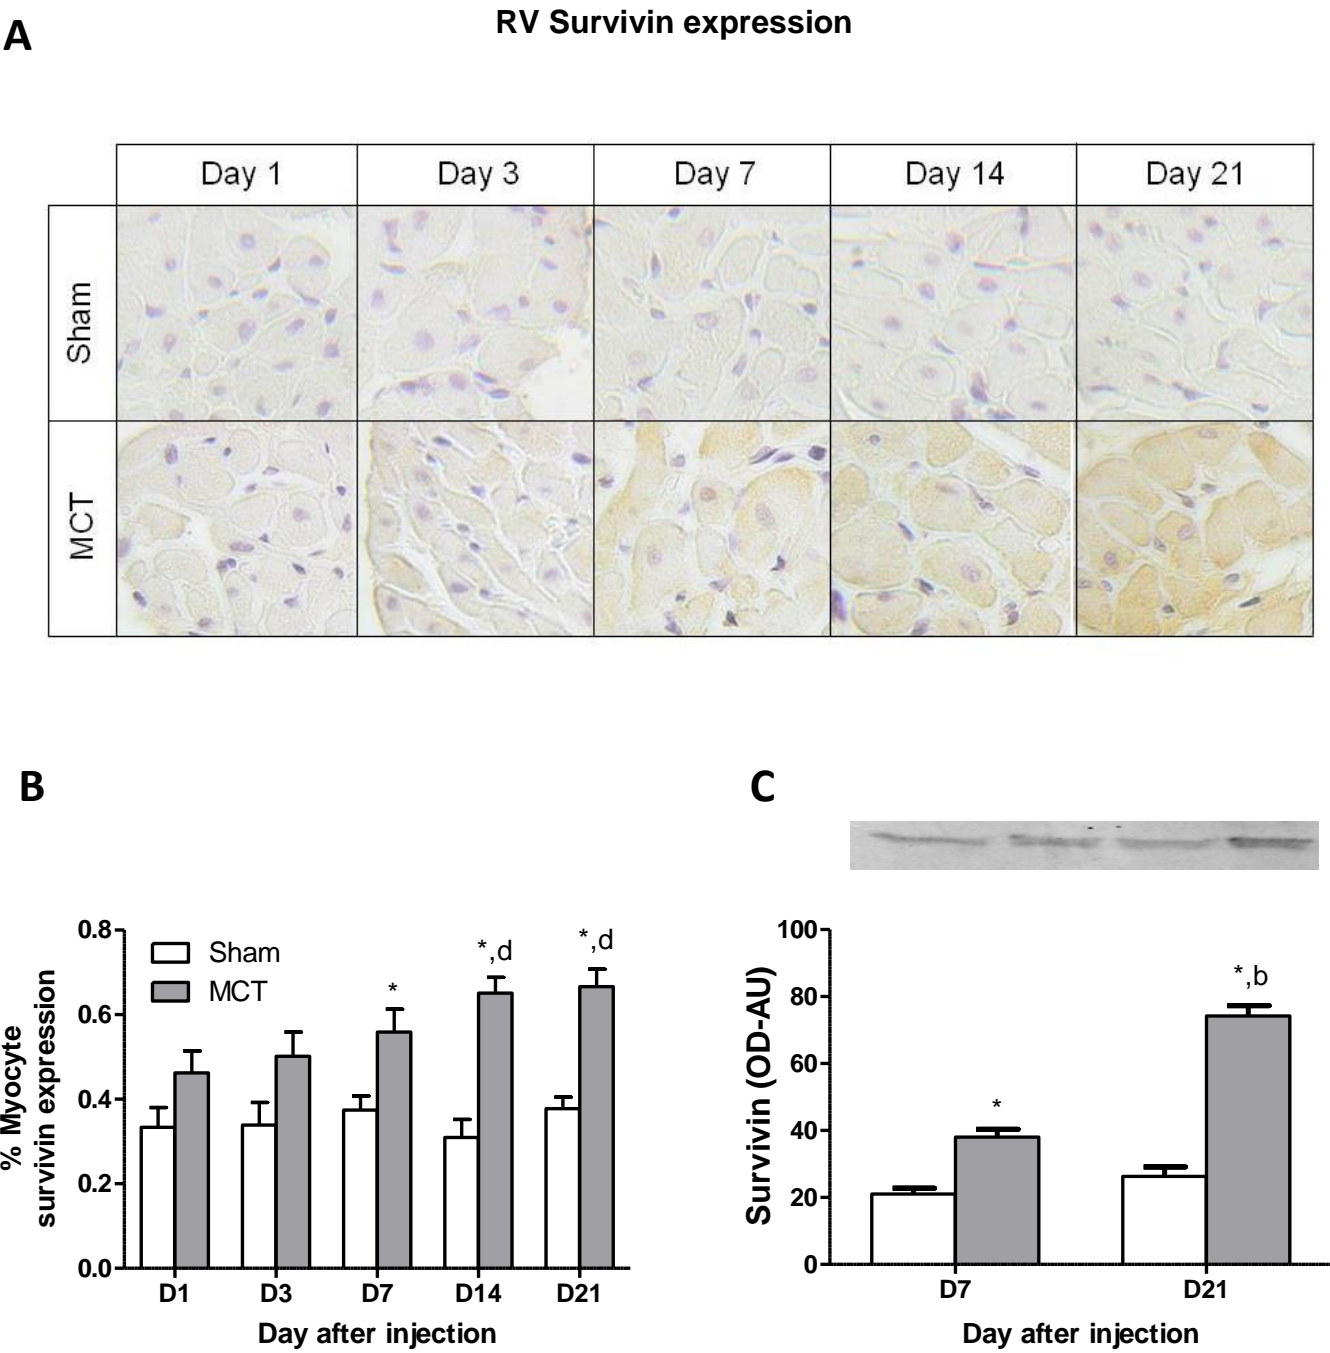 RV Survivin expression
A
Day 1 Day 3 Day 7 Day 14 Day 21
Sham
MCT
B
% Myocyte
survivin expression
0.8
0.6
0.4
0.2
0.0
Sham
MCT
*
*,d
*,d
D1 D3 D7 D14 D21
Day after injection
C
Survivin (OD-AU)
100
80
60
40
20
0
*
*,b
D7 D21
Day after injection